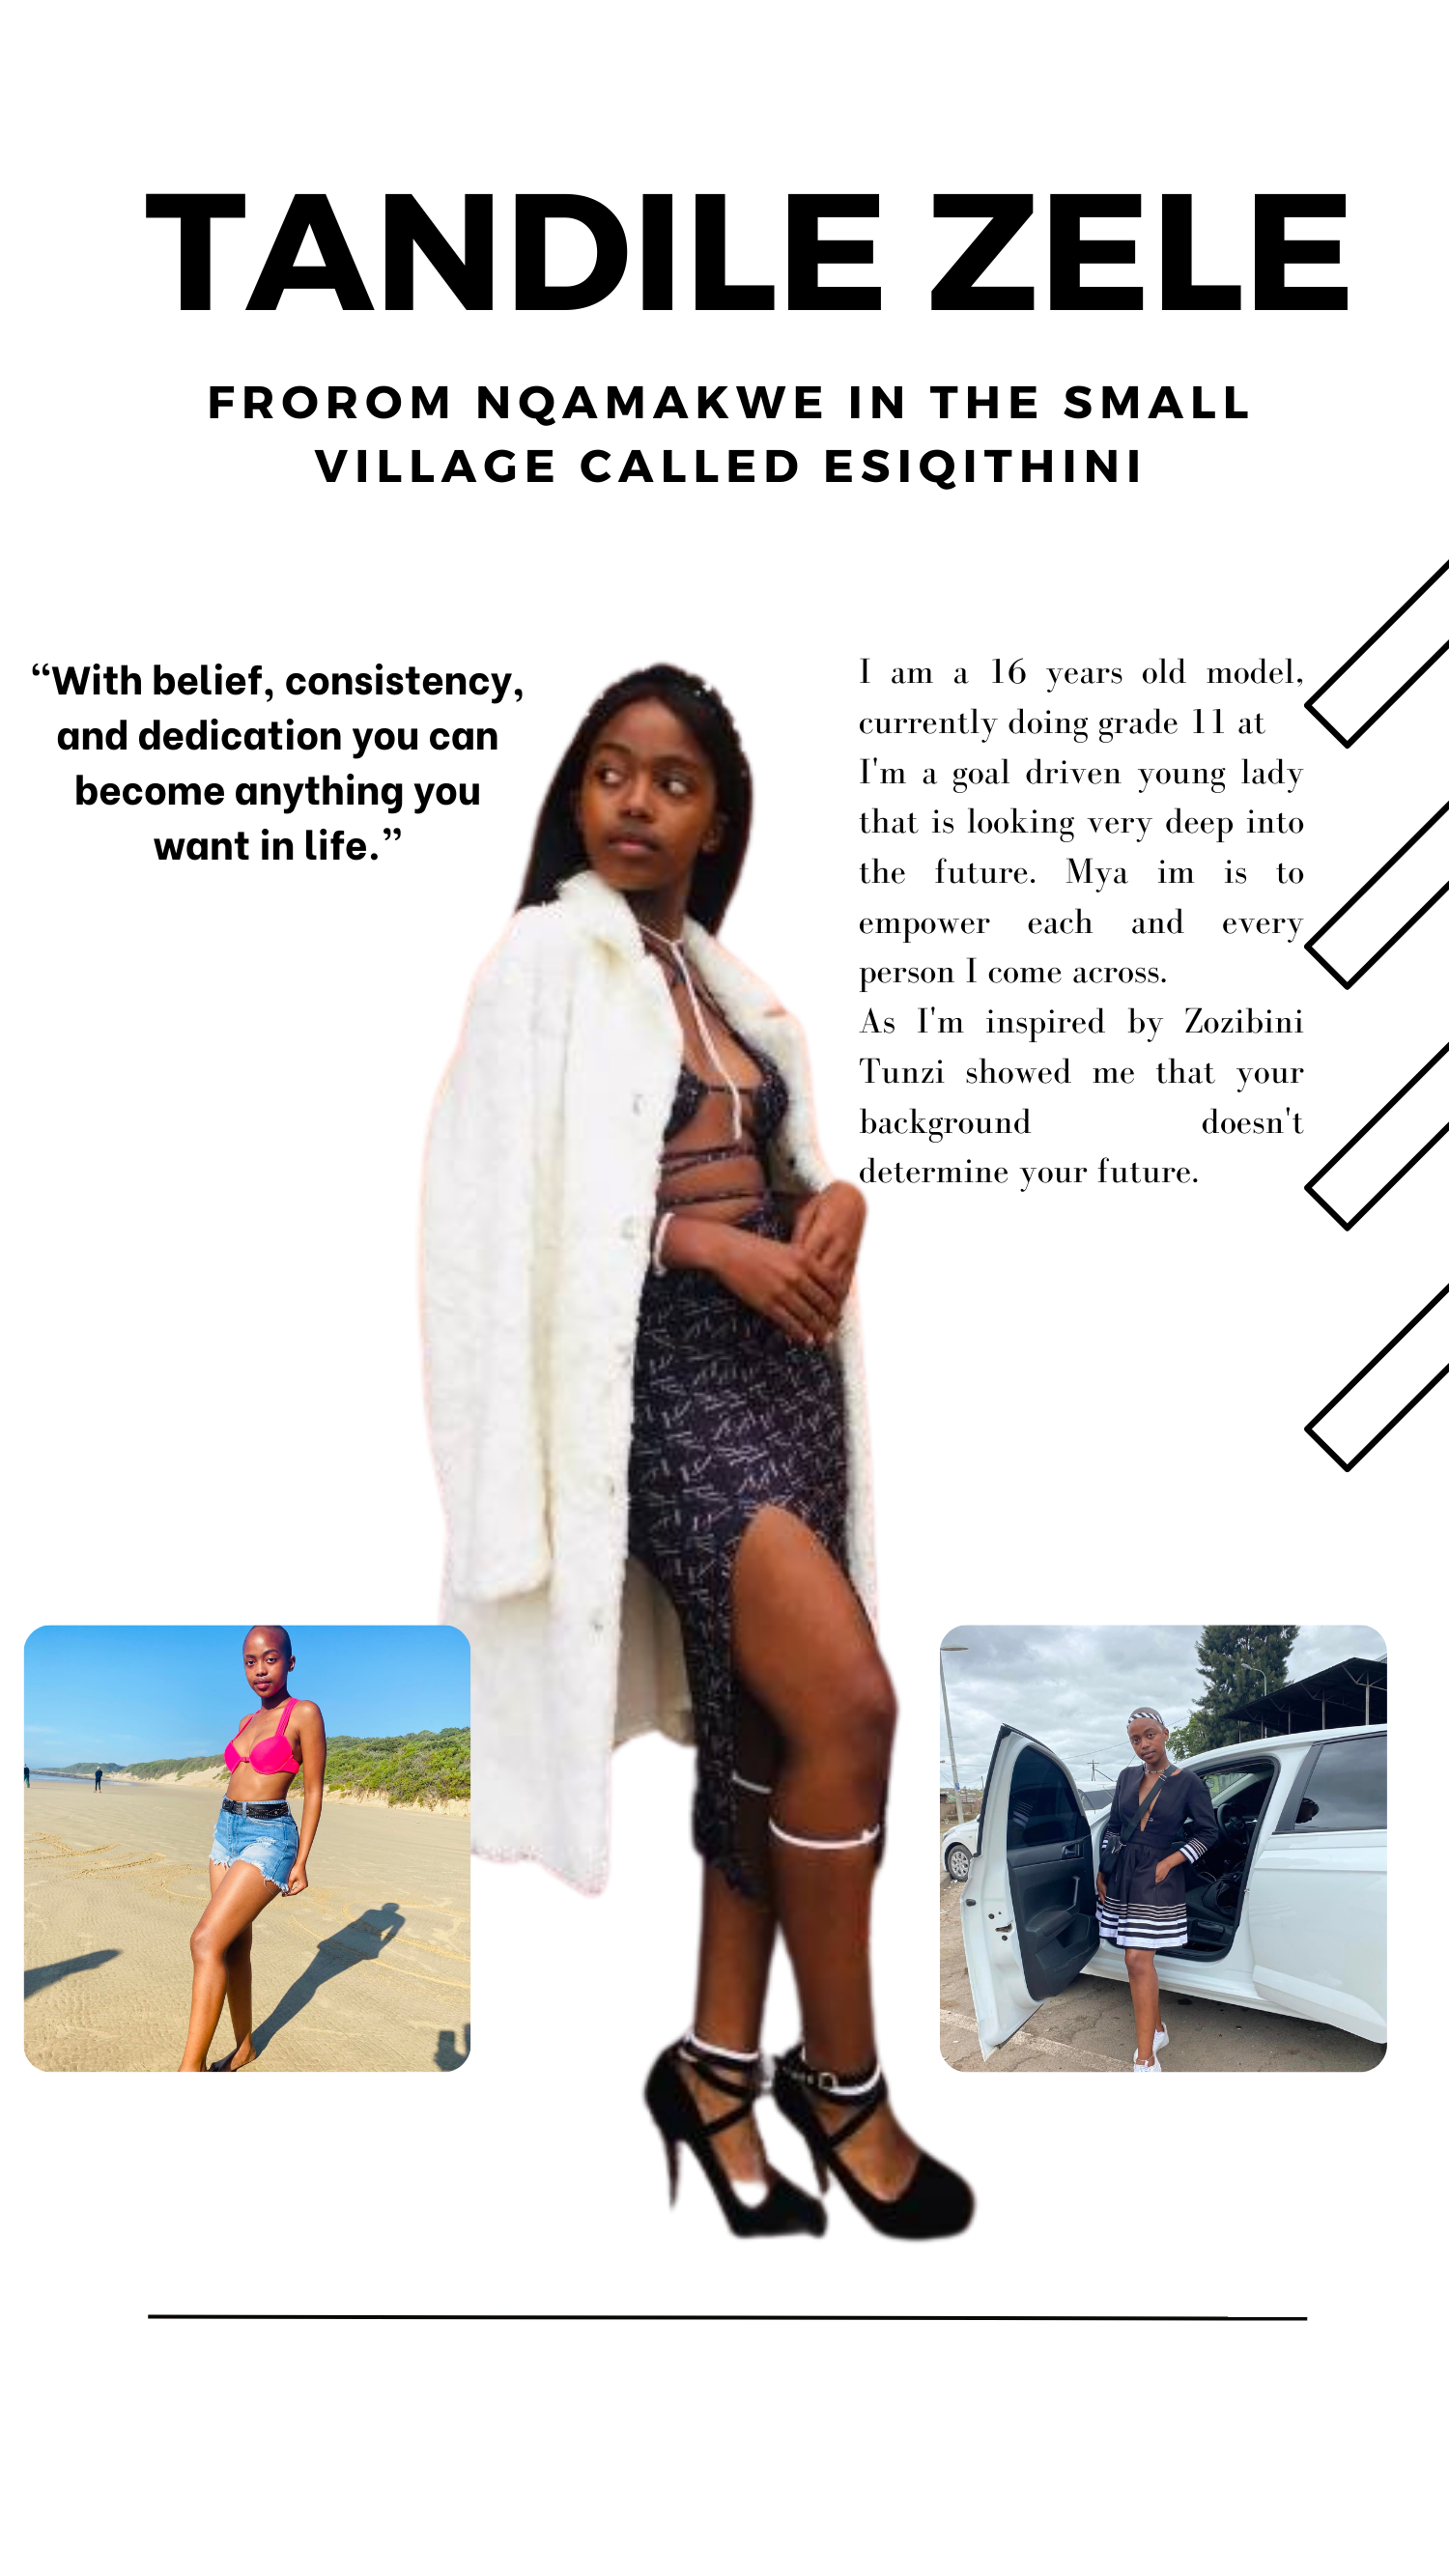 TANDILE ZELE
FROROM NQAMAKWE IN THE SMALL
VILLAGE CALLED ESIQITHINI
“With belief, consistency,
and dedication you can
become anything you
want in life.”
I am a 16 years old model,
currently doing grade 11 at
I'm a goal driven young lady
that is looking very deep into
the future. Mya im is to
empower each and every
person I come across.
As I'm inspired by Zozibini
Tunzi showed me that your
background doesn't
determine your future.